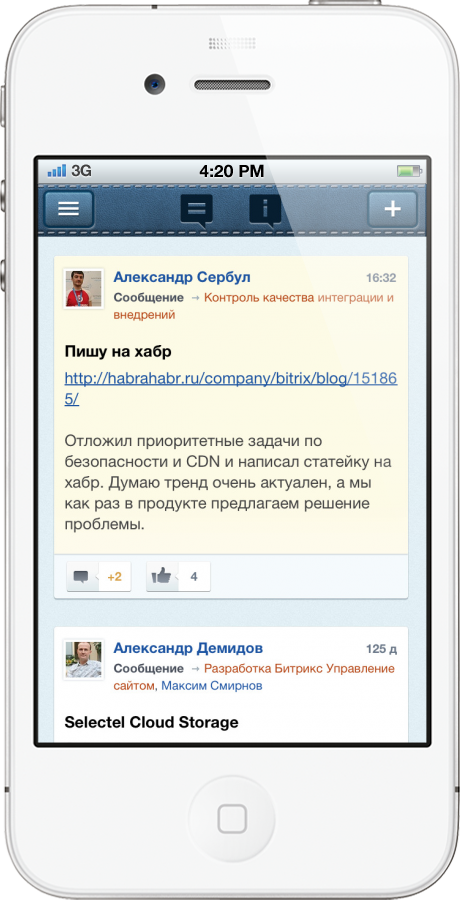 3G 4:20 PM
Александр Сербул 16:32
Сообщение → Контроль качества интеграции и
внедрений
Пишу на хабр
http://habrahabr.ru/company/bitrix/blog/15186
5/
Отложил приоритетные задачи по
безопасности и CDN и написал статейку на
хабр. Думаю тренд очень актуален, а мы
как раз в продукте предлагаем решение
проблемы.
+2 4
Александр Демидов 125 д
Сообщение → Разработка Битрикс Управление
сайтом, Максим Смирнов
Selectel Cloud Storage